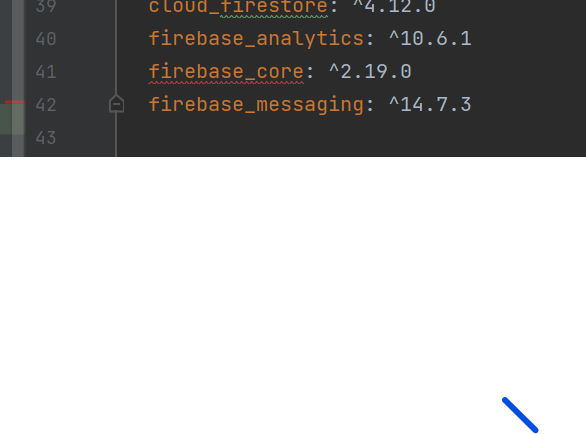 39 cloud_firestore: ^4.12.0
40 firebase_analytics: ^10.6.1
41 firebase_core: ^2.19.0
42 firebase_messaging: ^14.7.3
43